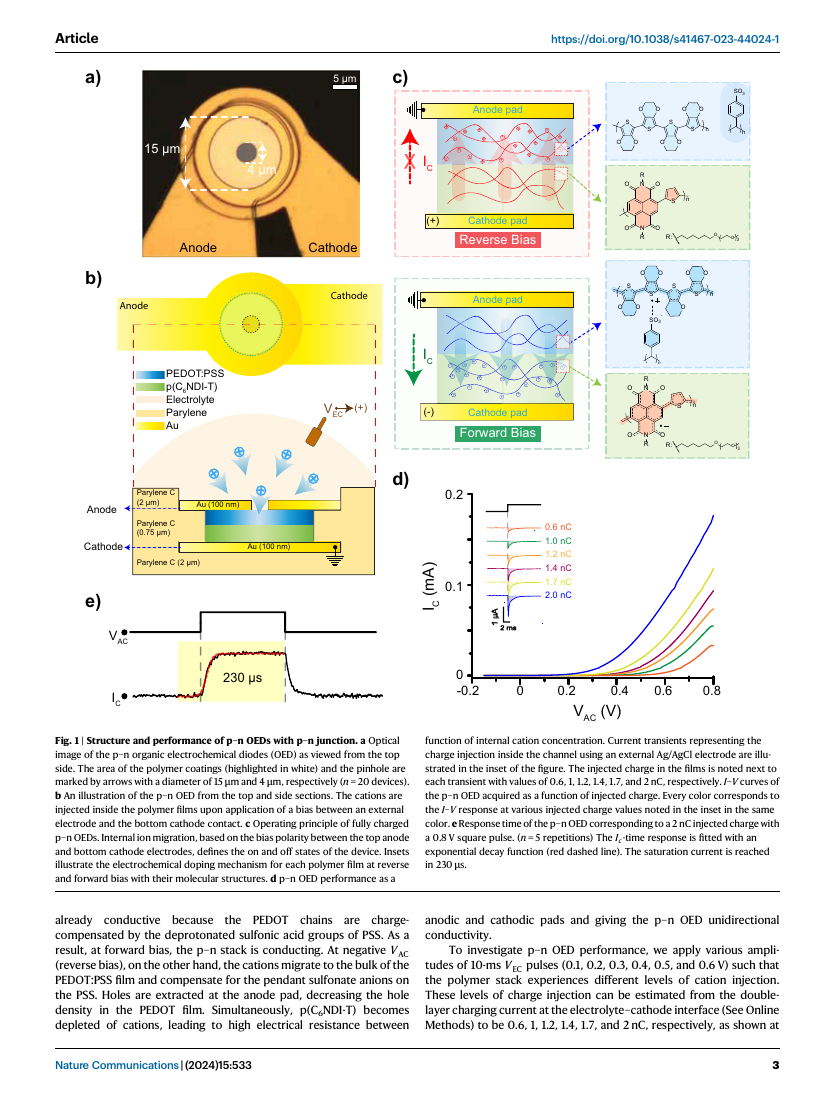 Article
https://doi.org/10.1038/s41467-023-44024-1
a)
5 µm
15 µm
4 µm
Anode
Cathode
b)
Anode
Cathode
PEDOT:PSS
p(C6NDI-T)
Electrolyte
Parylene
Au
VEC (+)
Parylene C
(2 µm)
Au (100 nm)
Anode
Parylene C
(0.75 µm)
Cathode
Au (100 nm)
Parylene C (2 µm)
c)
Anode pad
IC
X
(+)
Cathode pad
Reverse Bias
SO3
n
R
O
N
S
R:
Anode pad
IC
(-)
Cathode pad
Forward Bias
SO3
n
R
O
N
S
R:
d)
0.2
0.1
0
IC (mA)
-0.2
0
0.2
0.4
0.6
0.8
VAC (V)
0.6 nC
1.0 nC
1.2 nC
1.4 nC
1.7 nC
2.0 nC
1 µA
2 ms
e)
VAC
IC
230 µs
Fig. 1 | Structure and performance of p–n OEDs with p–n junction. a Optical
image of the p–n organic electrochemical diodes (OED) as viewed from the top
side. The area of the polymer coatings (highlighted in white) and the pinhole are
marked by arrows with a diameter of 15 µm and 4 µm, respectively (n = 20 devices).
b An illustration of the p–n OED from the top and side sections. The cations are
injected inside the polymer films upon application of a bias between an external
electrode and the bottom cathode contact. c Operating principle of fully charged
p–n OEDs. Internal ion migration, based on the bias polarity between the top anode
and bottom cathode electrodes, defines the on and off states of the device. Insets
illustrate the electrochemical doping mechanism for each polymer film at reverse
and forward bias with their molecular structures. d p–n OED performance as a
function of internal cation concentration. Current transients representing the
charge injection inside the channel using an external Ag/AgCl electrode are illu-
strated in the inset of the figure. The injected charge in the films is noted next to
each transient with values of 0.6, 1, 1.2, 1.4, 1.7, and 2 nC, respectively. I–V curves of
the p–n OED acquired as a function of injected charge. Every color corresponds to
the I–V response at various injected charge values noted in the inset in the same
color. e Response time of the p–n OED corresponding to a 2 nC injected charge with
a 0.8 V square pulse. (n = 5 repetitions) The Ic-time response is fitted with an
exponential decay function (red dashed line). The saturation current is reached
in 230 µs.
already conductive because the PEDOT chains are charge-
compensated by the deprotonated sulfonic acid groups of PSS. As a
result, at forward bias, the p–n stack is conducting. At negative VAC
(reverse bias), on the other hand, the cations migrate to the bulk of the
PEDOT:PSS film and compensate for the pendant sulfonate anions on
the PSS. Holes are extracted at the anode pad, decreasing the hole
density in the PEDOT film. Simultaneously, p(C6NDI-T) becomes
depleted of cations, leading to high electrical resistance between
anodic and cathodic pads and giving the p–n OED unidirectional
conductivity.
To investigate p–n OED performance, we apply various ampli-
tudes of 10-ms VEC pulses (0.1, 0.2, 0.3, 0.4, 0.5, and 0.6 V) such that
the polymer stack experiences different levels of cation injection.
These levels of charge injection can be estimated from the double-
layer charging current at the electrolyte–cathode interface (See Online
Methods) to be 0.6, 1, 1.2, 1.4, 1.7, and 2 nC, respectively, as shown at
Nature Communications | (2024)15:533
3